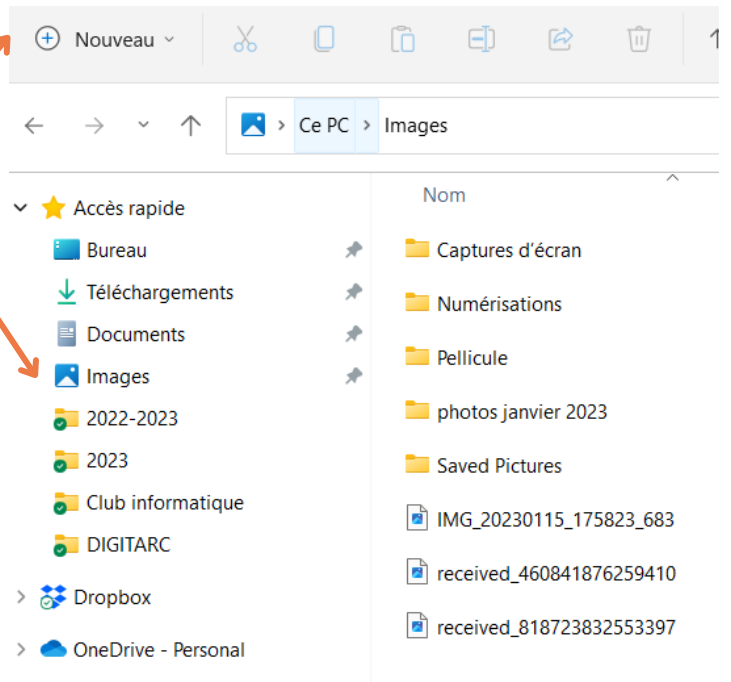 Nouveau
Ce PC > Images
Accès rapide
Bureau
Téléchargements
Documents
Images
2022-2023
2023
Club informatique
DIGITARC
Dropbox
OneDrive - Personal
Nom
Captures d’écran
Numérisations
Pellicule
photos janvier 2023
Saved Pictures
IMG_20230115_175823_683
received_460841876259410
received_818723832553397